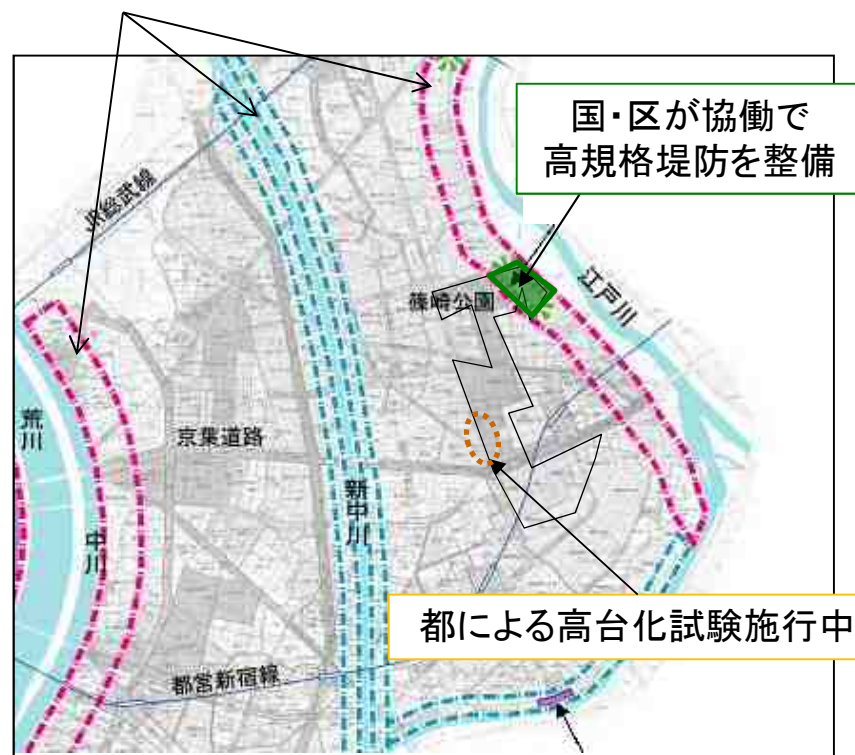 国・区が協働で
高規格堤防を整備
JR総武線
江戸川
篠崎公園
荒川
京葉道路
新中川
中川
都による高台化試験施行中
都営新宿線